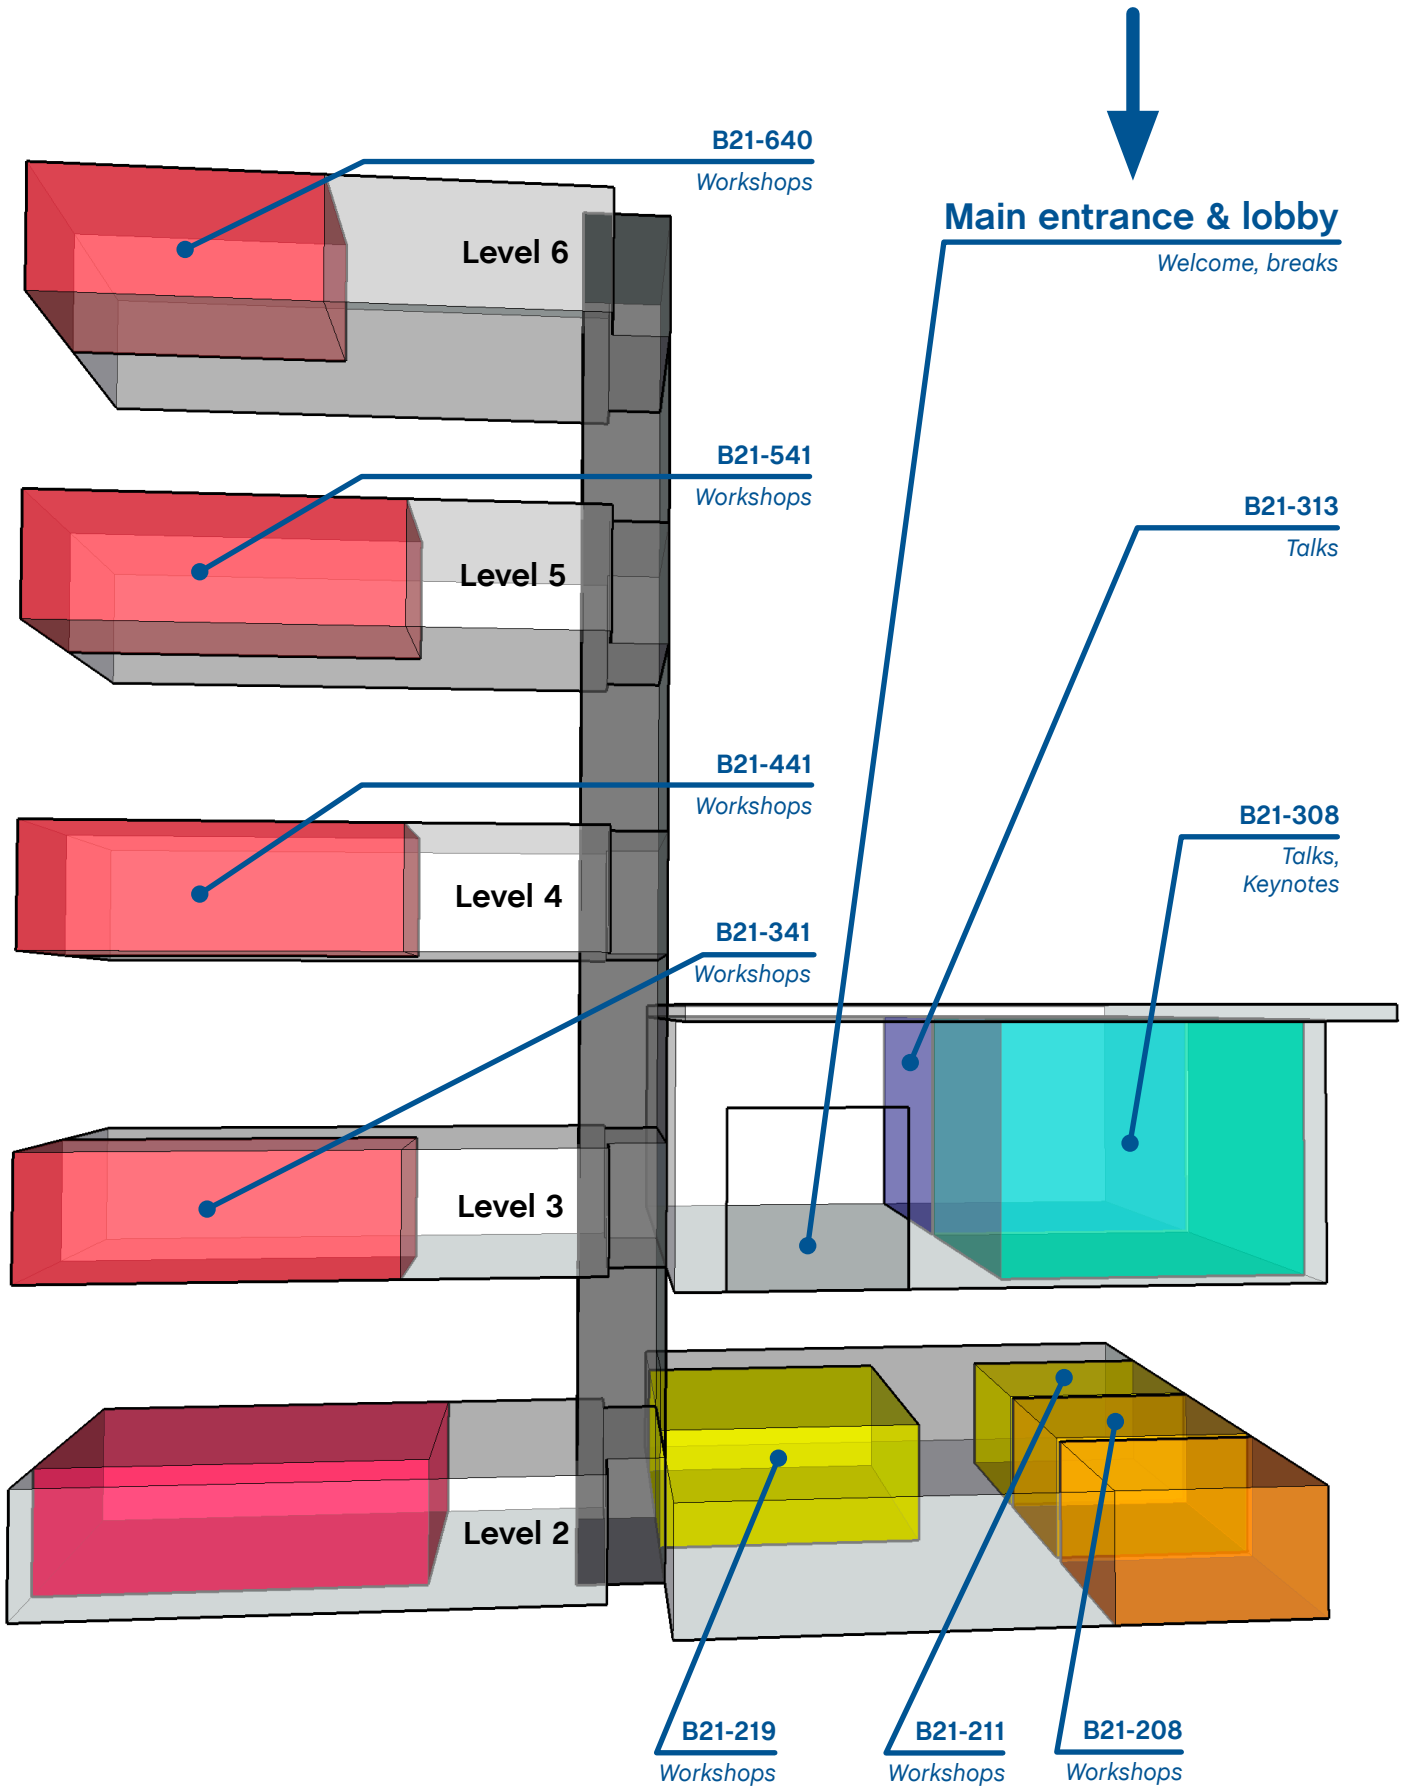 B21-640
Workshops
Main entrance & lobby
Welcome, breaks
Level 6
B21-541
Workshops
B21-313
Talks
Level 5
B21-441
Workshops
B21-308
Talks,
Keynotes
Level 4
B21-341
Workshops
Level 3
Level 2
B21-219
Workshops
B21-211
Workshops
B21-208
Workshops